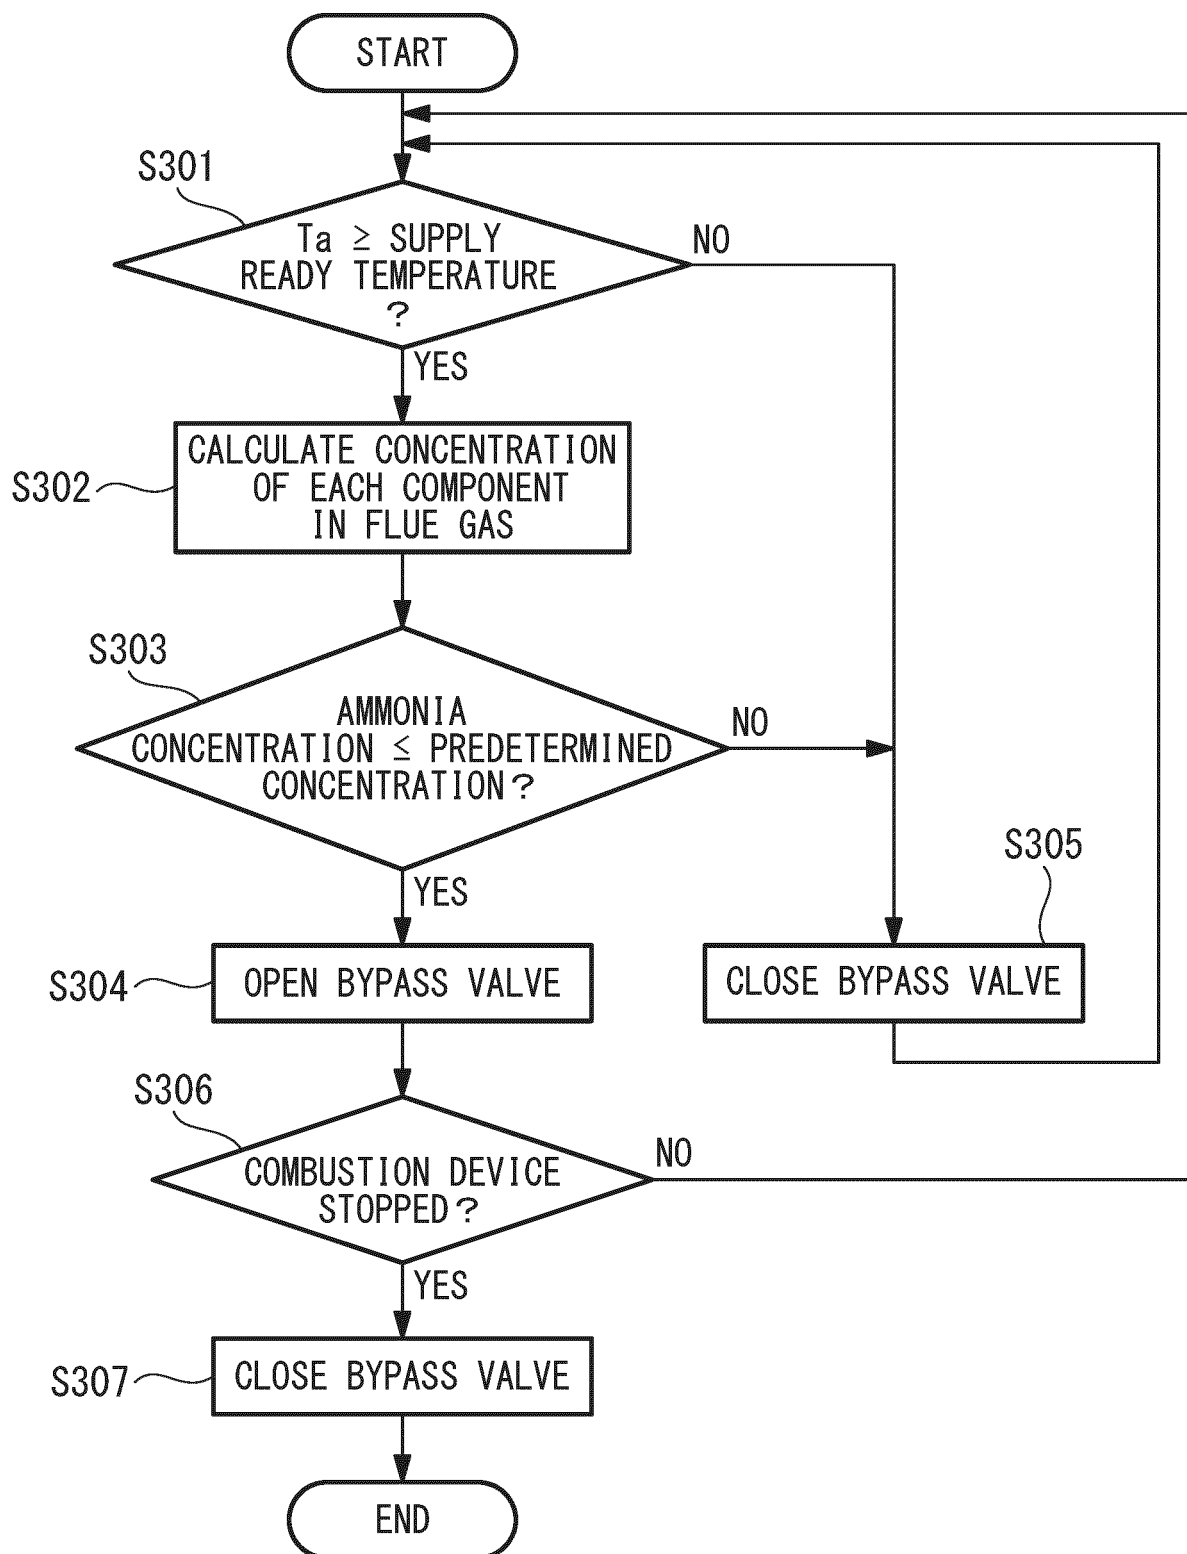 START
S301
Ta ≥ SUPPLY
READY TEMPERATURE
?
NO
YES
S302
CALCULATE CONCENTRATION
OF EACH COMPONENT
IN FLUE GAS
S303
AMMONIA
CONCENTRATION ≤ PREDETERMINED
CONCENTRATION?
NO
YES
S304
OPEN BYPASS VALVE
S305
CLOSE BYPASS VALVE
S306
COMBUSTION DEVICE
STOPPED?
NO
YES
S307
CLOSE BYPASS VALVE
END